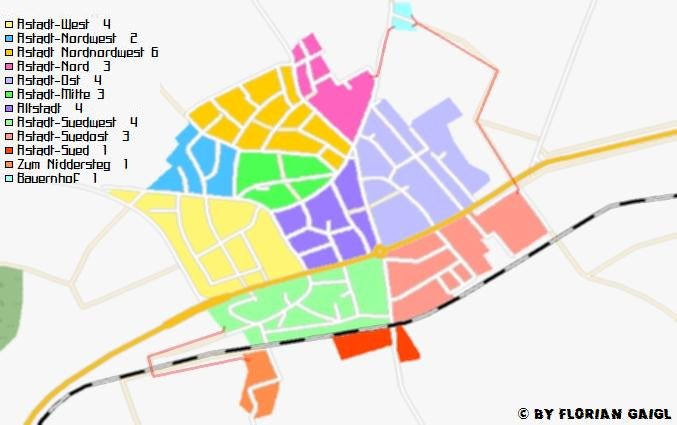 Astadt-West 4
Astadt-Nordwest 2
Astadt Nordnordwest 6
Astadt-Nord 3
Astadt-Ost 4
Astadt-Mitte 3
Altstadt 4
Astadt-Suedwest 4
Astadt-Suedost 3
Astadt-Sued 1
Zum Niddersteg 1
Bauernhof 1
© BY FLORIAN GAIGL